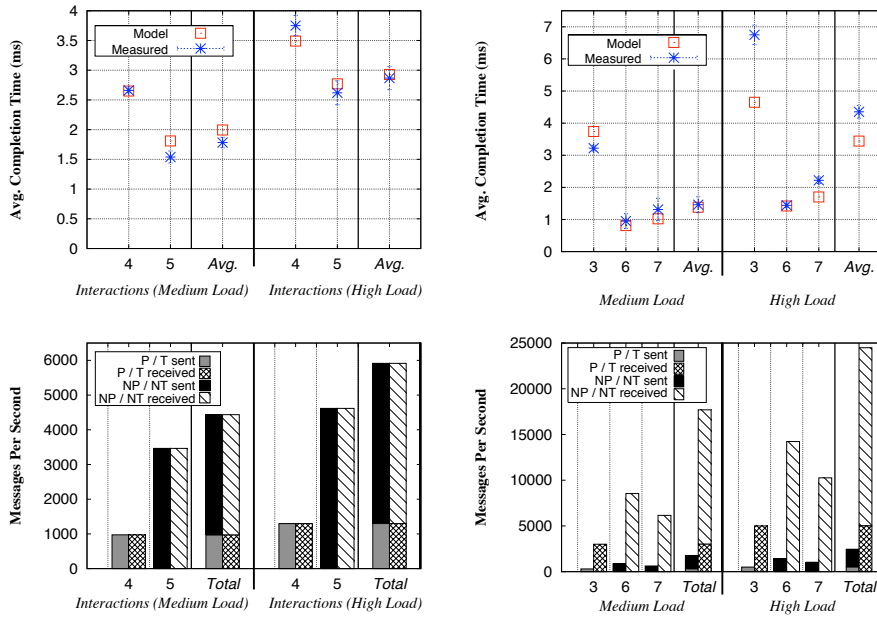 Avg. Completion Time (ms)
4
3.5
3
2.5
2
1.5
1
0.5
0
Model
Measured
4 5 Avg. 4 5 Avg.
Interactions (Medium Load) Interactions (High Load)
Avg. Completion Time (ms)
7
6
5
4
3
2
1
0
Model
Measured
3 6 7 Avg. 3 6 7 Avg.
Medium Load High Load
Messages Per Second
6000
5000
4000
3000
2000
1000
0
P / T sent
P / T received
NP / NT sent
NP / NT received
4 5 Total 4 5 Total
Interactions (Medium Load) Interactions (High Load)
Messages Per Second
25000
20000
15000
10000
5000
0
P / T sent
P / T received
NP / NT sent
NP / NT received
3 6 7 Total 3 6 7 Total
Medium Load High Load